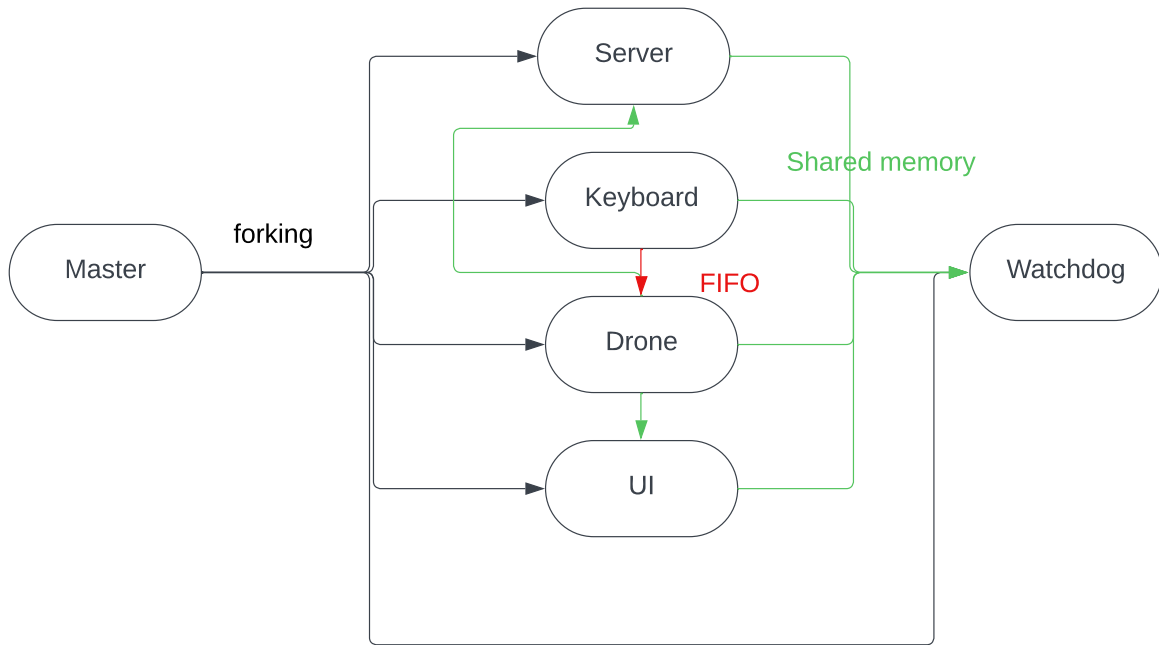 Server
Shared memory
Keyboard
forking
Master
Watchdog
FIFO
Drone
UI